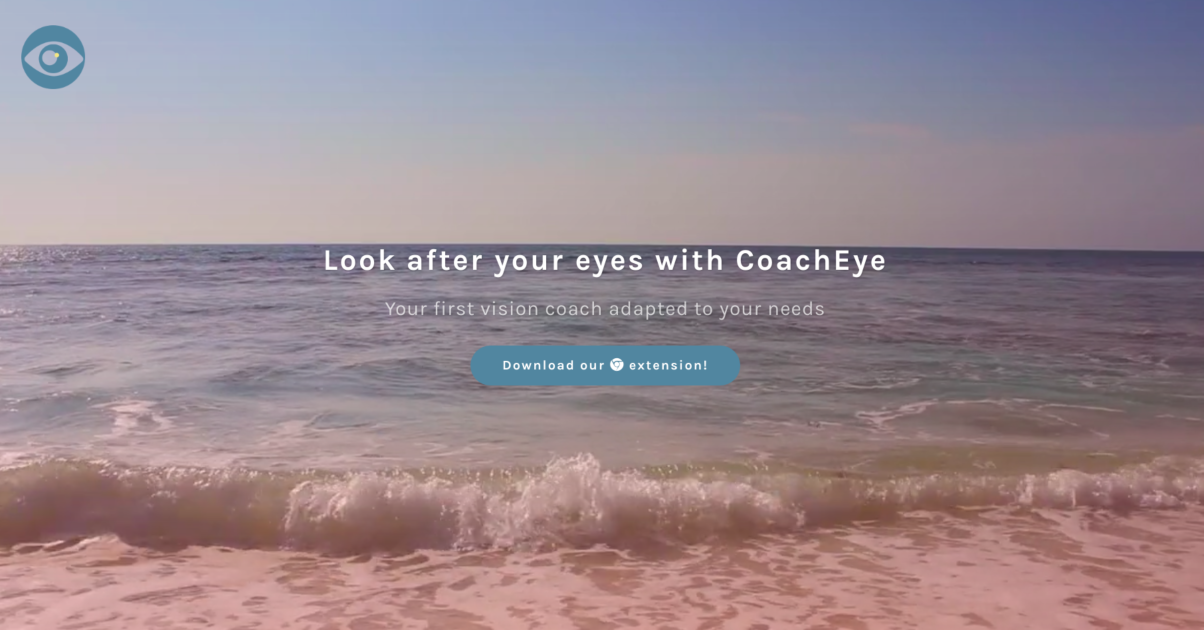 Look after your eyes with CoachEye
Your first vision coach adapted to your needs
Download our extension!